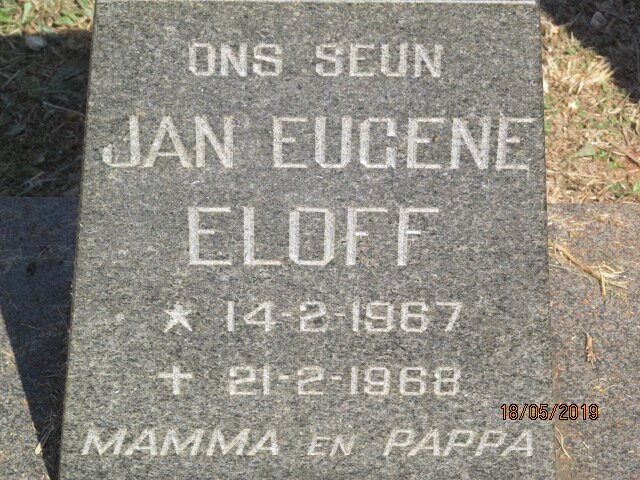 ONS SEUN
JAN EUGENE
ELOFF
★ 14-2-1967
✝ 21-2-1968
MAMMA EN PAPPA
18/05/2019